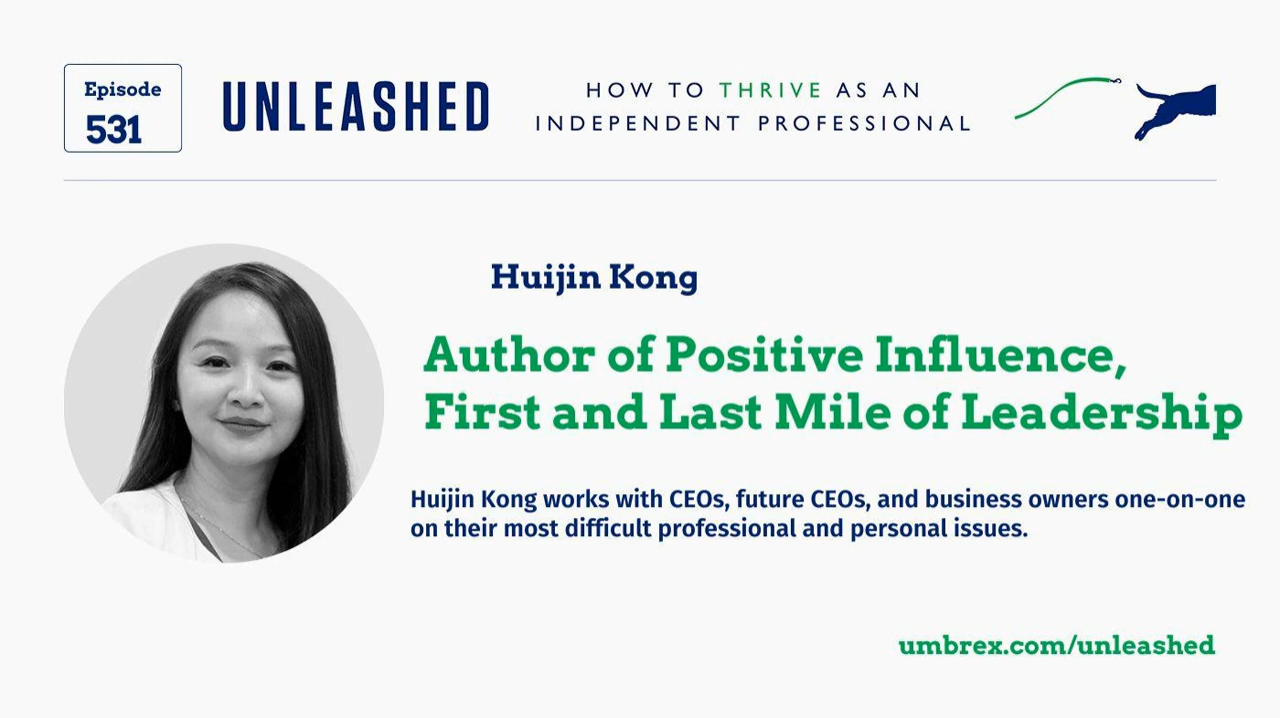 Episode
531
UNLEASHED
HOW TO THRIVE AS AN
INDEPENDENT PROFESSIONAL
Huijin Kong
Author of Positive Influence,
First and Last Mile of Leadership
Huijin Kong works with CEOs, future CEOs, and business owners one-on-one
on their most difficult professional and personal issues.
umbrex.com/unleashed